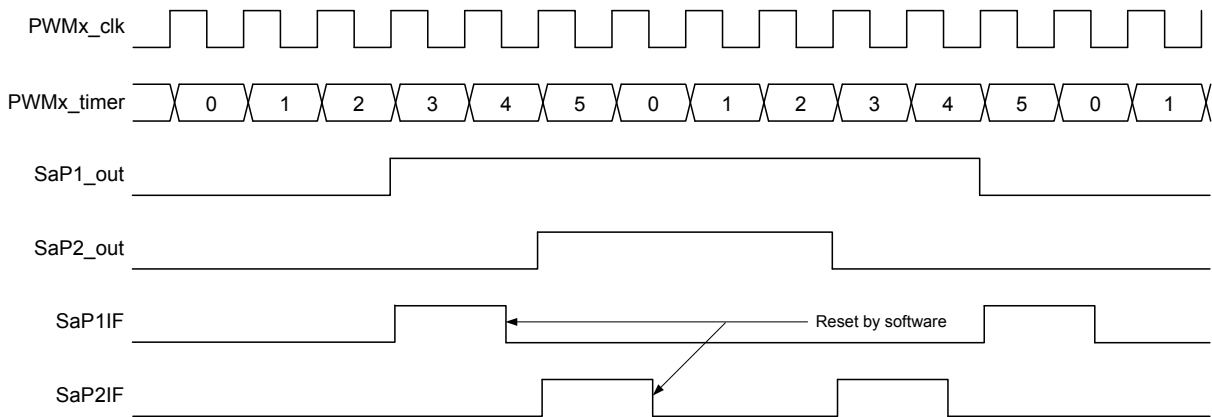 PWMx_clk
PWMx_timer 0 1 2 3 4 5 0 1 2 3 4 5 0 1
SaP1_out
SaP2_out
SaP1IF Reset by software
SaP2IF